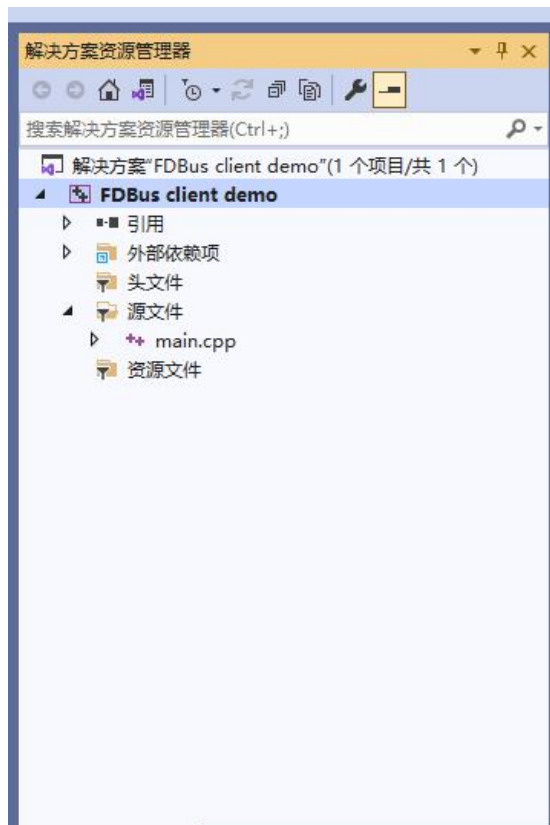 解决方案资源管理器
搜索解决方案资源管理器(Ctrl+;)
解决方案"FDBus client demo"(1 个项目/共 1 个)
FDBus client demo
引用
外部依赖项
头文件
源文件
main.cpp
资源文件